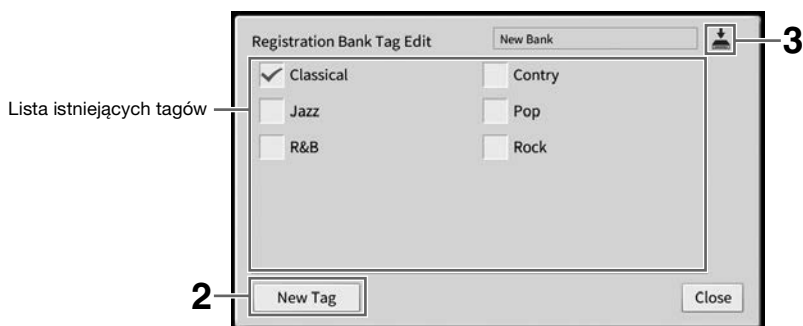 Registration Bank Tag Edit New Bank 3
Classical Contry
Lista istniejących tagów Jazz Pop
R&B Rock
2 New Tag Close